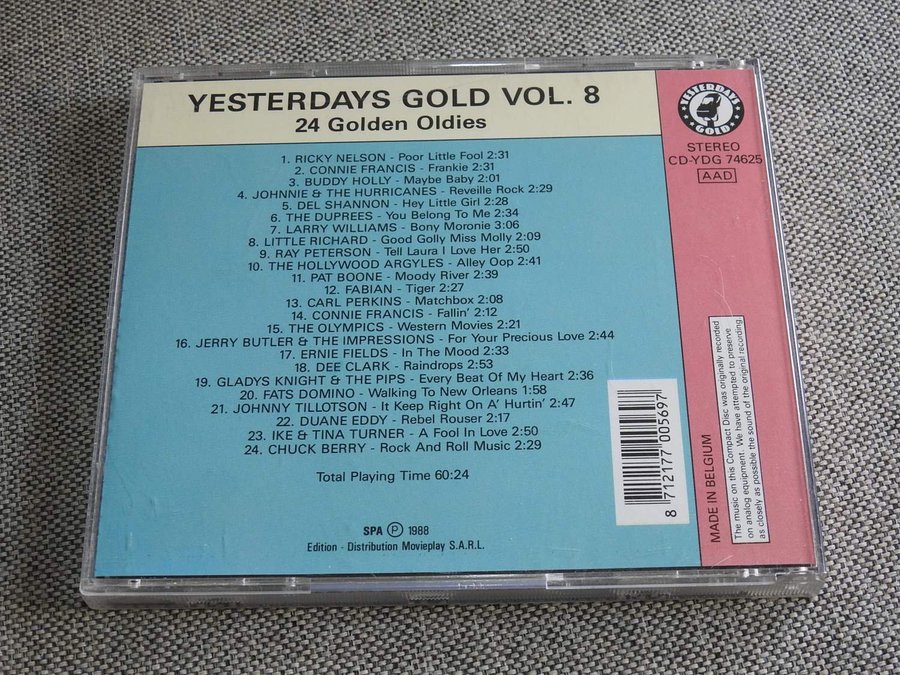 YESTERDAYS GOLD VOL. 8
24 Golden Oldies
1. RICKY NELSON - Poor Little Fool 2:31
2. CONNIE FRANCIS - Frankie 2:31
3. BUDDY HOLLY - Maybe Baby 2:01
4. JOHNNIE & THE HURRICANES - Reveille Rock 2:29
5. DEL SHANNON - Hey Little Girl 2:28
6. THE DUPREES - You Belong To Me 2:34
7. LARRY WILLIAMS - Bony Moronie 3:06
8. LITTLE RICHARD - Good Golly Miss Molly 2:09
9. RAY PETERSON - Tell Laura I Love Her 2:50
10. THE HOLLYWOOD ARGYLES - Alley Oop 2:41
11. PAT BOONE - Moody River 2:39
12. FABIAN - Tiger 2:27
13. CARL PERKINS - Matchbox 2:08
14. CONNIE FRANCIS - Fallin' 2:12
15. THE OLYMPICS - Western Movies 2:21
16. JERRY BUTLER & THE IMPRESSIONS - For Your Precious Love 2:44
17. ERNIE FIELDS - In The Mood 2:33
18. DEE CLARK - Raindrops 2:53
19. GLADYS KNIGHT & THE PIPS - Every Beat Of My Heart 2:36
20. FATS DOMINO - Walking To New Orleans 1:58
21. JOHNNY TILLOTSON - It Keep Right On A' Hurtin' 2:47
22. DUANE EDDY - Rebel Rouser 2:17
23. IKE & TINA TURNER - A Fool In Love 2:50
24. CHUCK BERRY - Rock And Roll Music 2:29
Total Playing Time 60:24
SPA ℗ 1988
Edition - Distribution Movieplay S.A.R.L.
8 712177 005697
YESTERDAYS
GOLD
STEREO
CD-YDG 74625
AAD
MADE IN BELGIUM
The music on this Compact Disc was originally recorded
on analog equipment. We have attempted to preserve
as closely as possible the sound of the original recording.